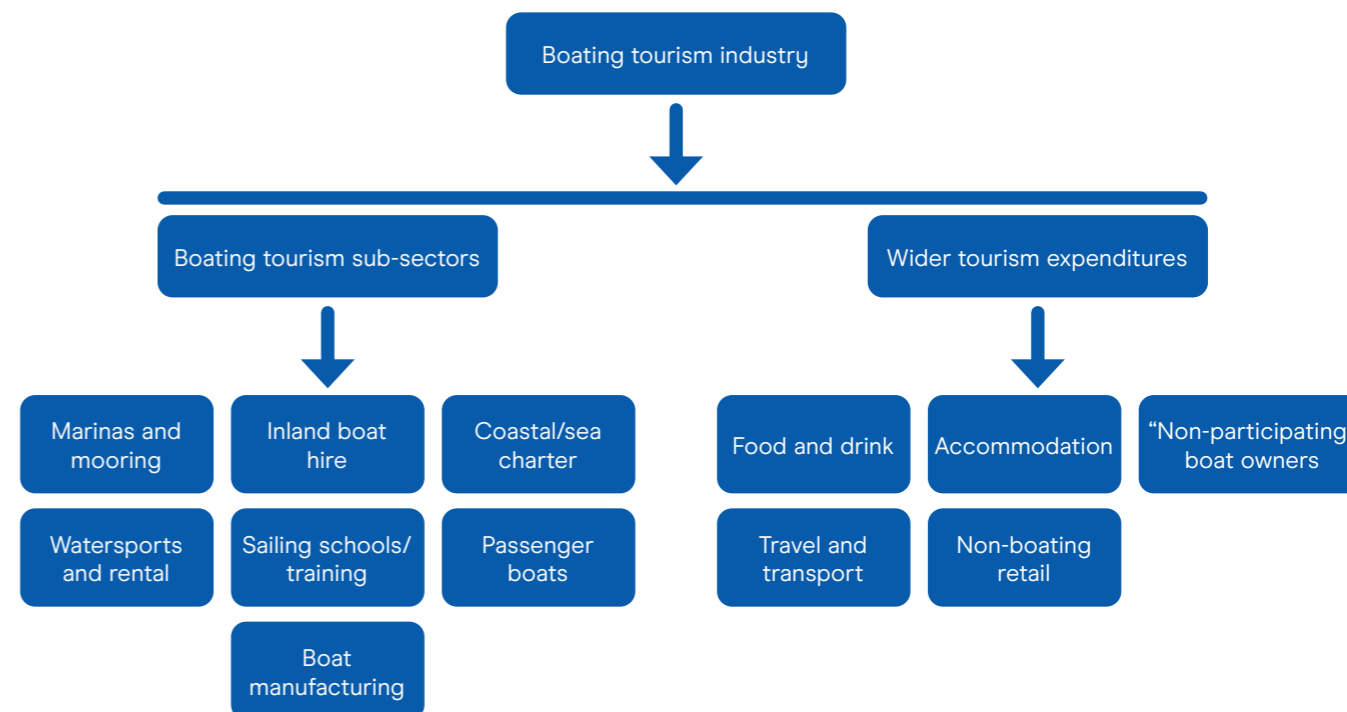 Boating tourism industry
Boating tourism sub-sectors
Wider tourism expenditures
Marinas and
mooring
Inland boat
hire
Coastal/sea
charter
Watersports
and rental
Sailing schools/
training
Passenger
boats
Boat
manufacturing
Food and drink
Accommodation
“Non-participating
boat owners
Travel and
transport
Non-boating
retail